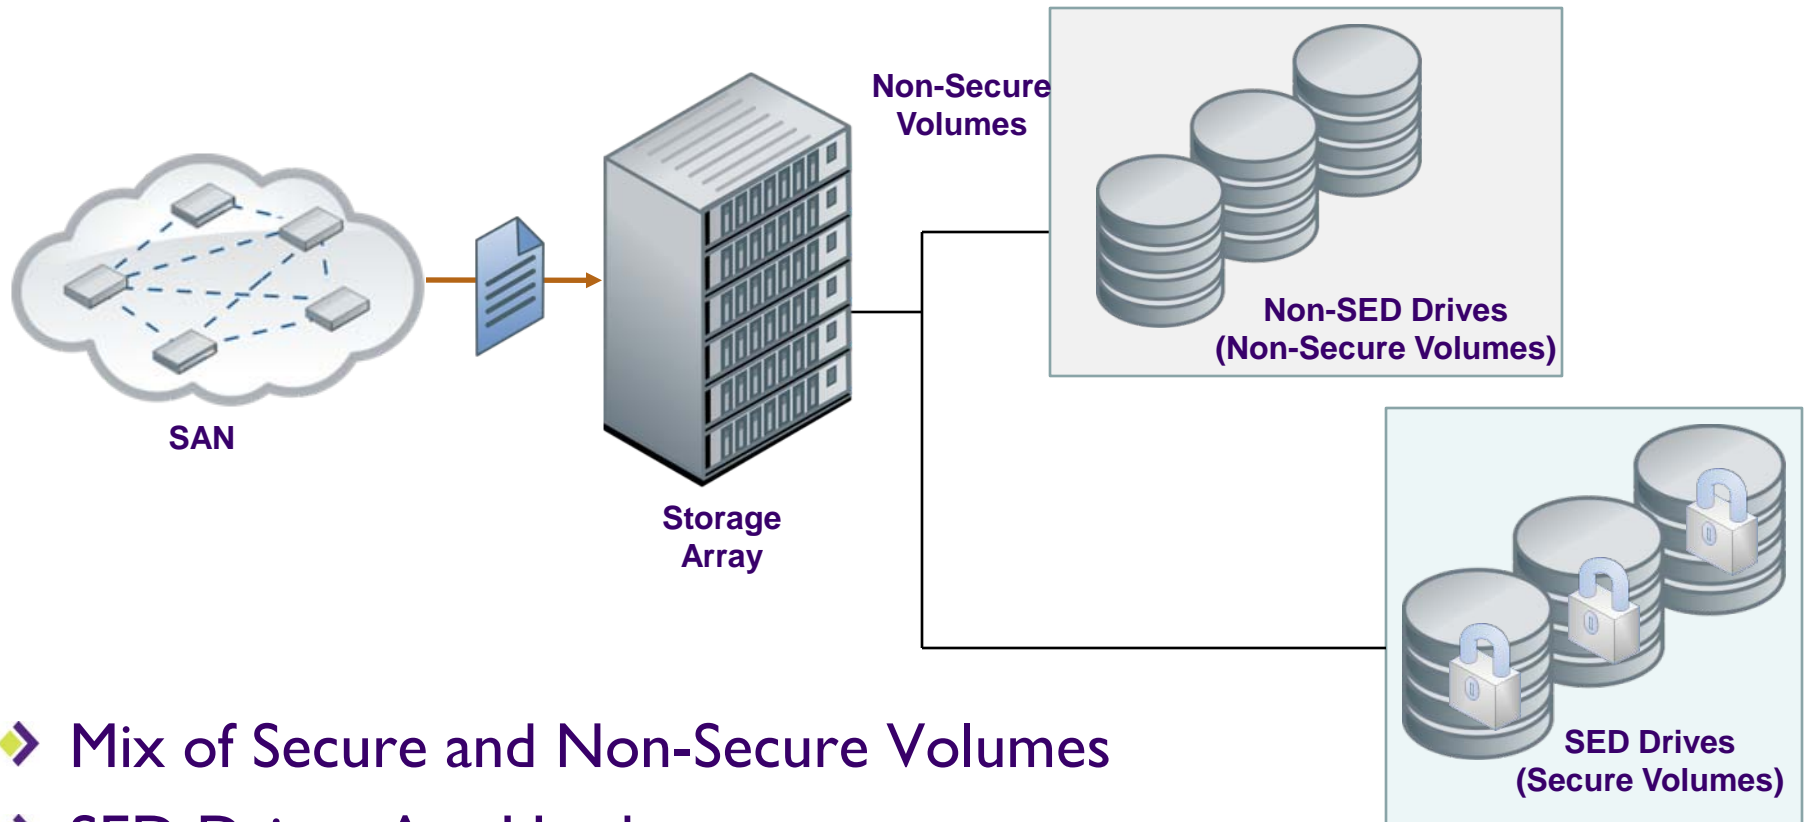 Non-Secure
Volumes
Non-SED Drives
(Non-Secure Volumes)
SAN
Storage
Array
SED Drives
(Secure Volumes)
Mix of Secure and Non-Secure Volumes